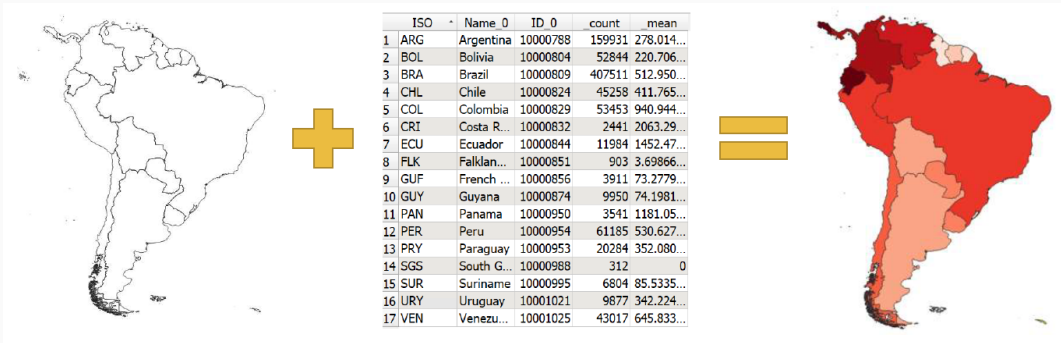 ISO Name_0 ID_0 _count _mean
1 ARG Argentina 10000788 159931 278.014...
2 BOL Bolivia 10000804 52844 220.706...
3 BRA Brazil 10000809 407511 512.950...
4 CHL Chile 10000824 45258 411.765...
5 COL Colombia 10000829 53453 940.944...
6 CRI Costa R... 10000832 2441 2063.29...
7 ECU Ecuador 10000844 11984 1452.47...
8 FLK Falklan... 10000851 903 3.69866...
9 GUF French ... 10000856 3911 73.2779...
10 GUY Guyana 10000874 9950 74.1981...
11 PAN Panama 10000950 3541 1181.05...
12 PER Peru 10000954 61185 530.627...
13 PRY Paraguay 10000953 20284 352.080...
14 SGS South G... 10000988 312 0
15 SUR Suriname 10000995 6804 85.5335...
16 URY Uruguay 10001021 9877 342.224...
17 VEN Venezu... 10001025 43017 645.833...